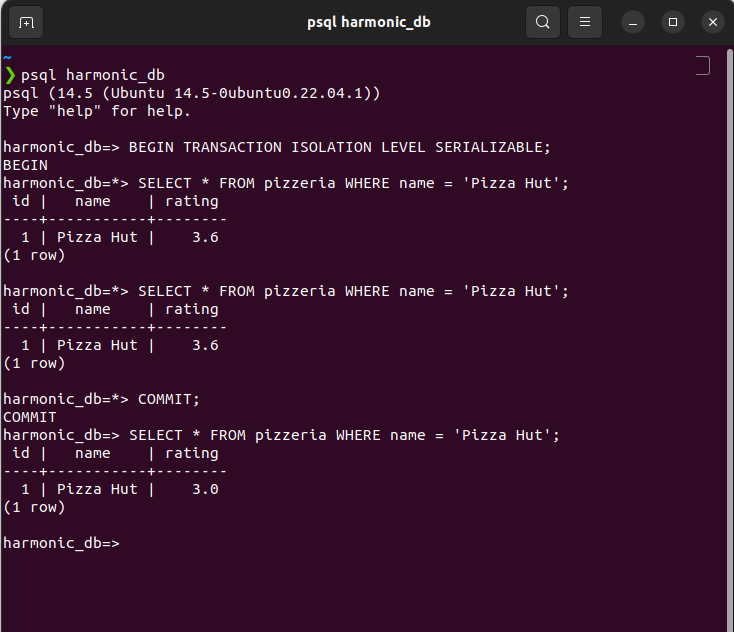 psql harmonic_db
~
❯ psql harmonic_db
psql (14.5 (Ubuntu 14.5-0ubuntu0.22.04.1))
Type "help" for help.

harmonic_db=> BEGIN TRANSACTION ISOLATION LEVEL SERIALIZABLE;
BEGIN
harmonic_db=*> SELECT * FROM pizzeria WHERE name = 'Pizza Hut';
 id |   name    | rating
----+-----------+--------
  1 | Pizza Hut |    3.6
(1 row)

harmonic_db=*> SELECT * FROM pizzeria WHERE name = 'Pizza Hut';
 id |   name    | rating
----+-----------+--------
  1 | Pizza Hut |    3.6
(1 row)

harmonic_db=*> COMMIT;
COMMIT
harmonic_db=> SELECT * FROM pizzeria WHERE name = 'Pizza Hut';
 id |   name    | rating
----+-----------+--------
  1 | Pizza Hut |    3.0
(1 row)

harmonic_db=>